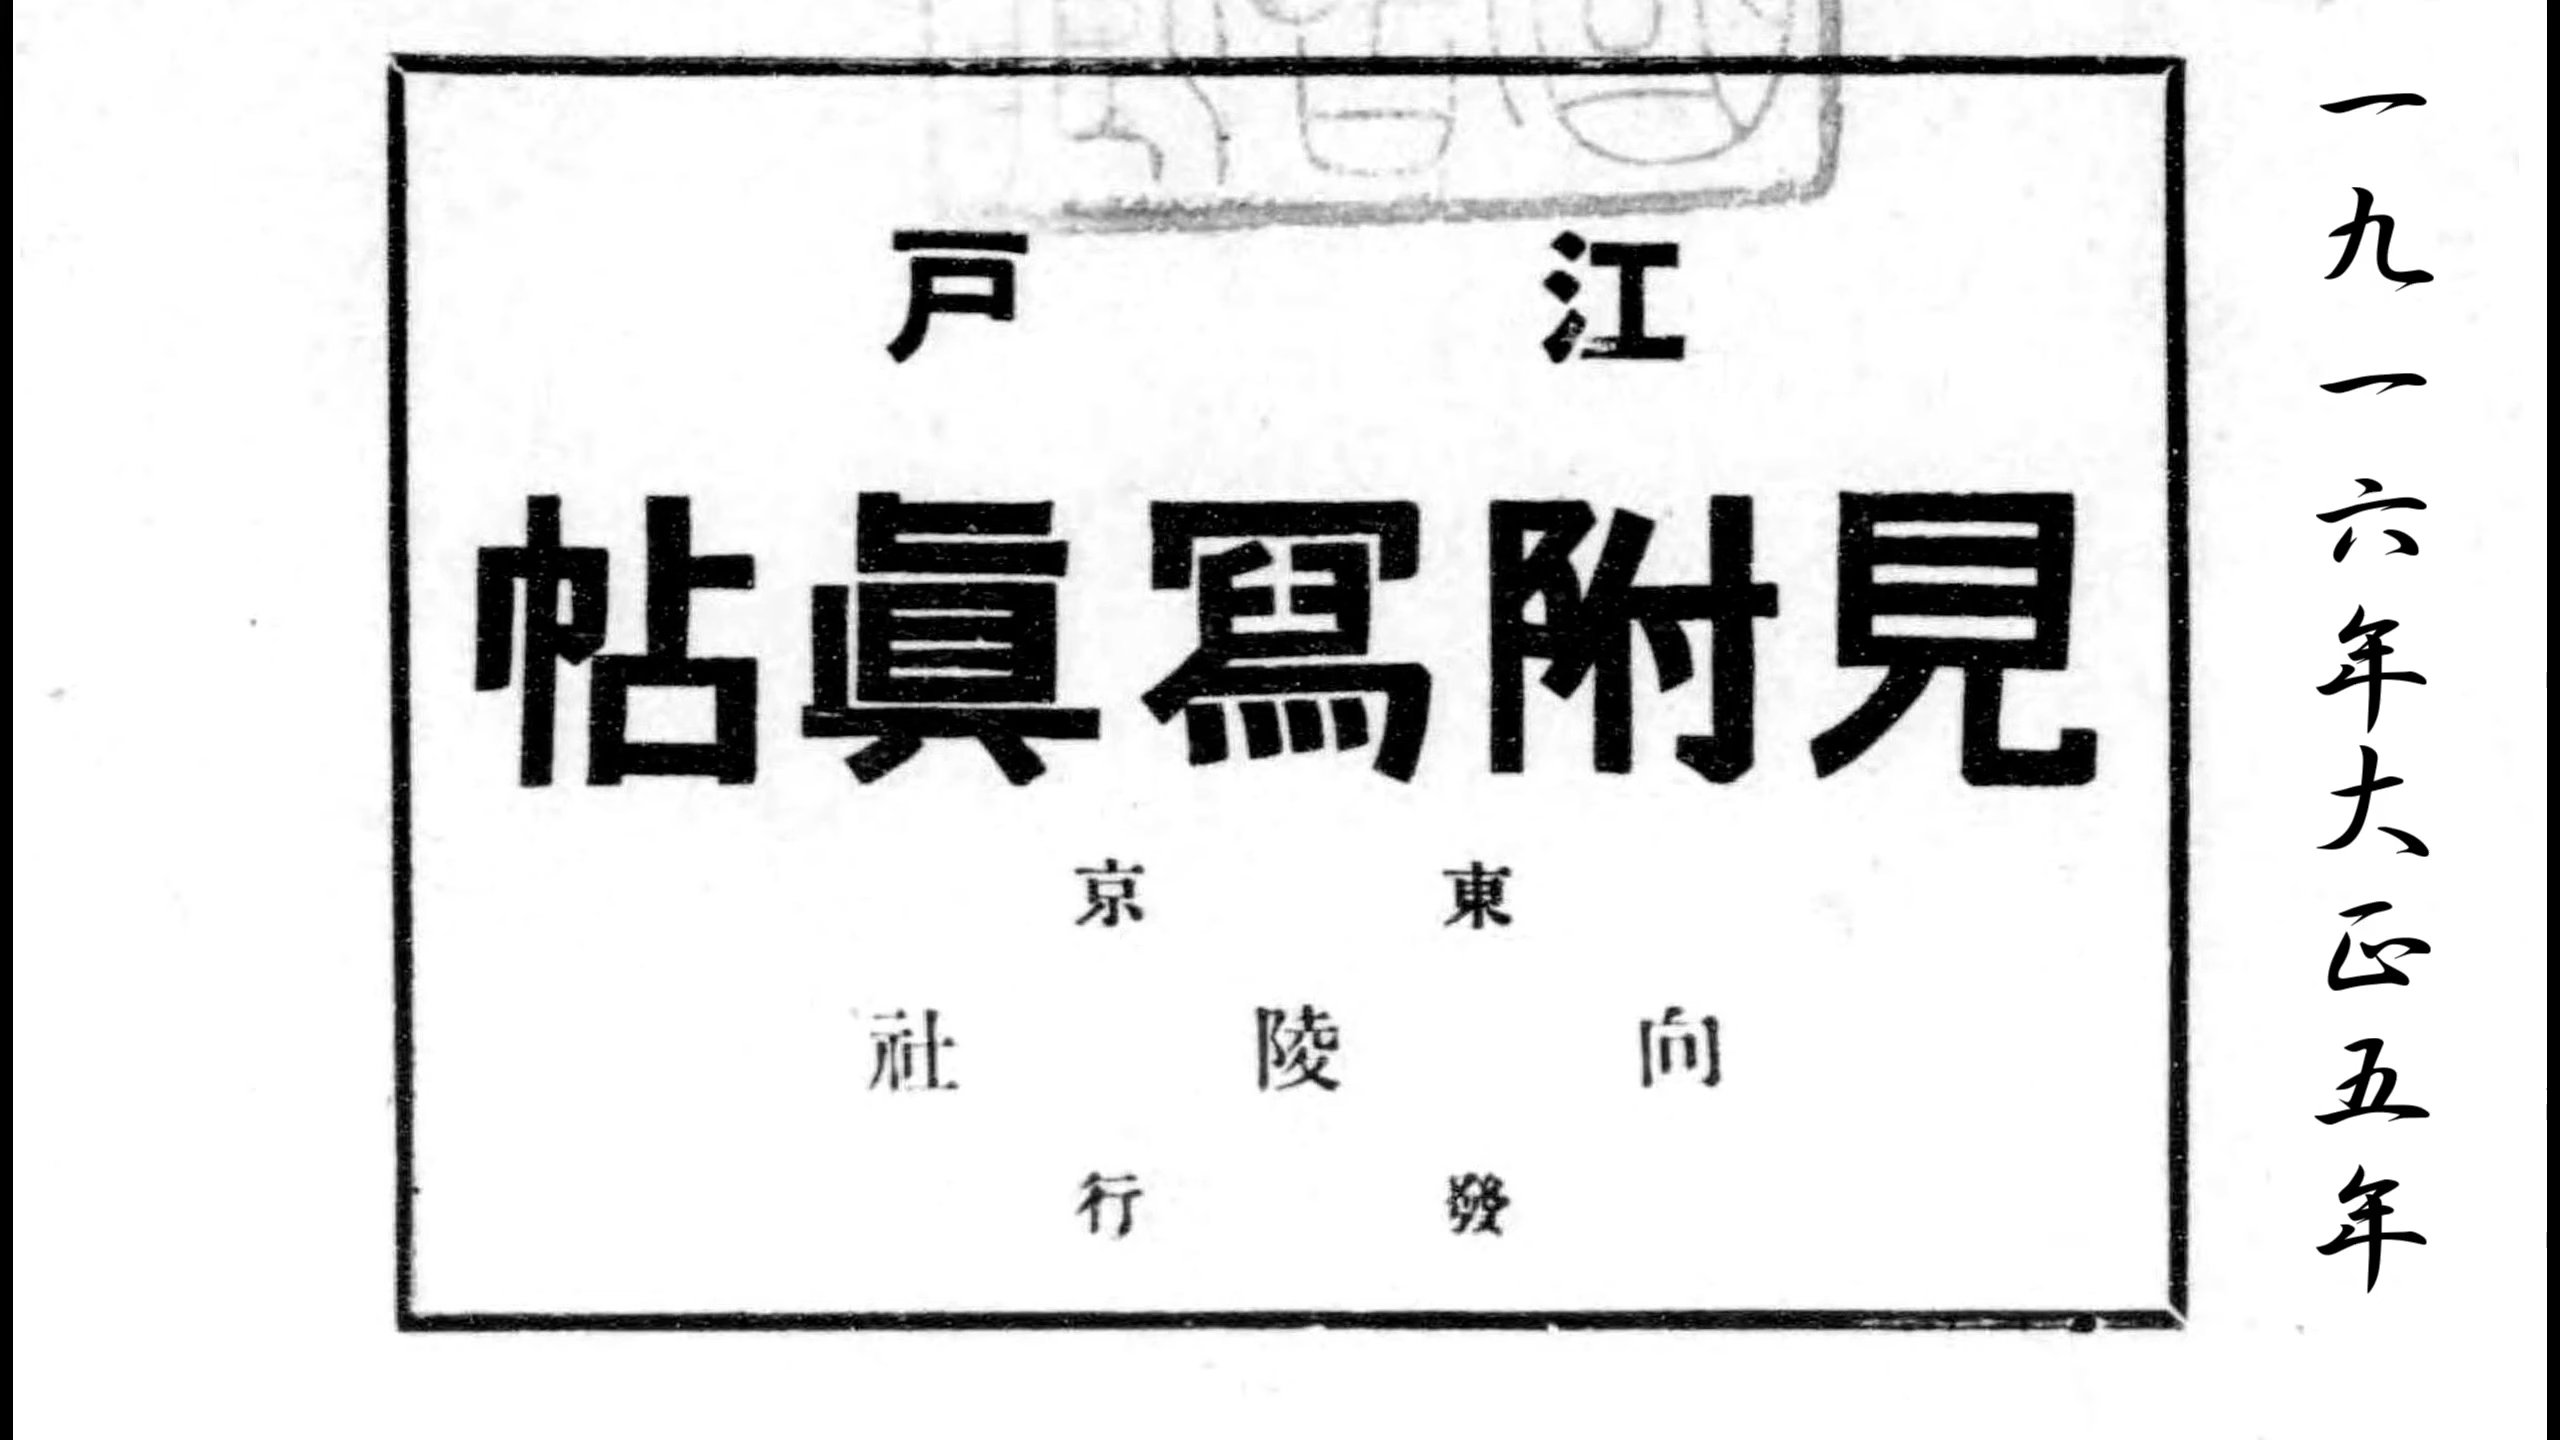 江戸
見附寫眞帖
東京
向陵社
發行
一九一六年大正五年